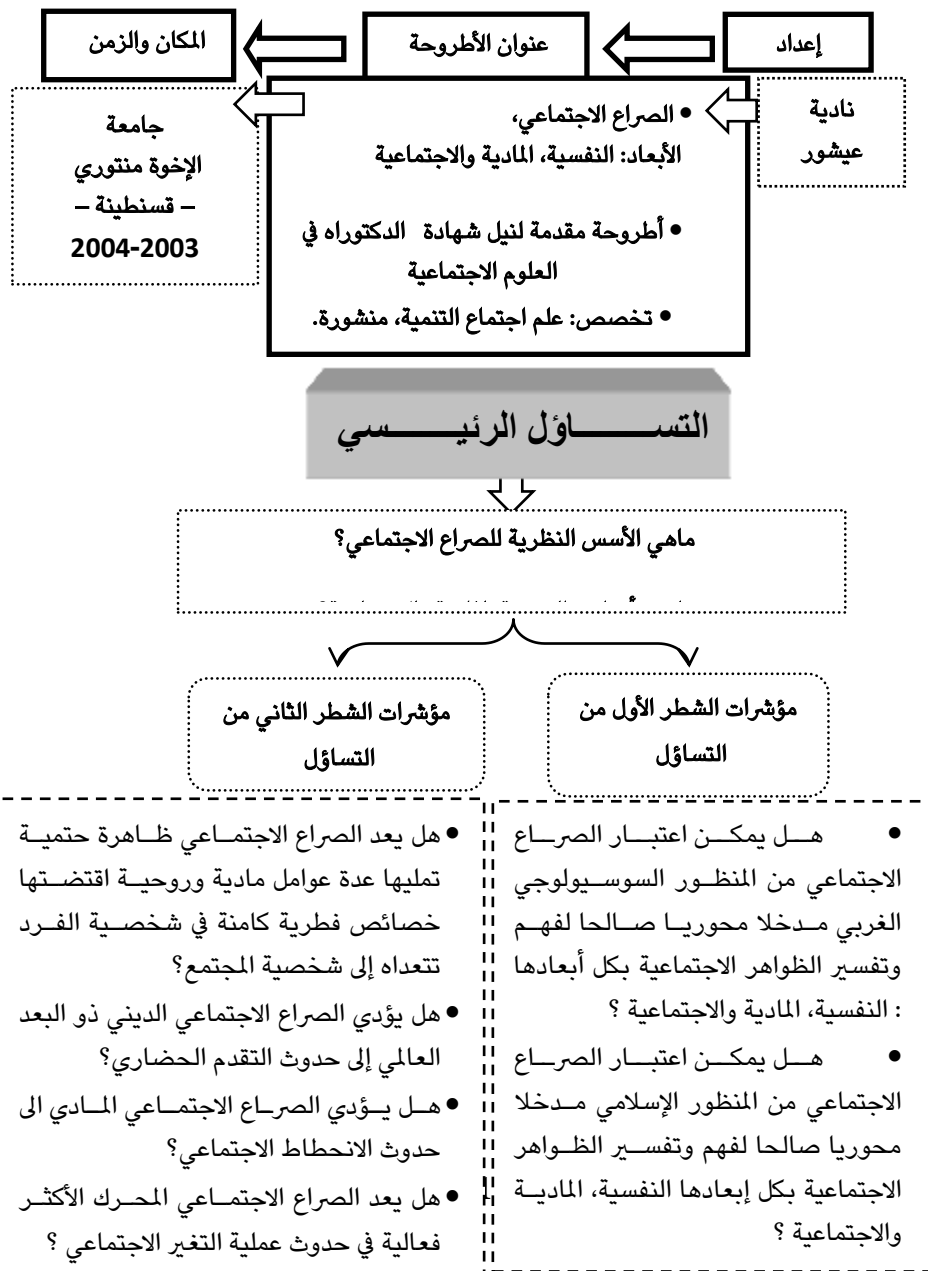 إعداد
عنوان الأطروحة
المكان والزمن
نادية
عيشور
• الصراع الاجتماعي،
الأبعاد: النفسية، المادية والاجتماعية
• أطروحة مقدمة لنيل شهادة الدكتوراه في
العلوم الاجتماعية
• تخصص: علم اجتماع التنمية، منشورة.
جامعة
الإخوة منتوري
– قسنطينة –
2004-2003
التساؤل الرئيسي
ماهي الأسس النظرية للصراع الاجتماعي؟
مؤشرات الشطر الأول من
التساؤل
مؤشرات الشطر الثاني من
التساؤل
• هل يمكن اعتبار الصراع
الاجتماعي من المنظور السوسيولوجي
الغربي مدخلا محوريا صالحا لفهم
وتفسير الظواهر الاجتماعية بكل أبعادها
: النفسية، المادية والاجتماعية ؟
• هل يمكن اعتبار الصراع
الاجتماعي من المنظور الإسلامي مدخلا
محوريا صالحا لفهم وتفسير الظواهر
الاجتماعية بكل إبعادها النفسية، المادية
والاجتماعية ؟
• هل يعد الصراع الاجتماعي ظاهرة حتمية
تمليها عدة عوامل مادية وروحية اقتضتها
خصائص فطرية كامنة في شخصية الفرد
تتعداه إلى شخصية المجتمع؟
• هل يؤدي الصراع الاجتماعي الديني ذو البعد
العالمي إلى حدوث التقدم الحضاري؟
• هل يؤدي الصراع الاجتماعي المادي الى
حدوث الانحطاط الاجتماعي؟
• هل يعد الصراع الاجتماعي المحرك الأكثر
فعالية في حدوث عملية التغير الاجتماعي ؟